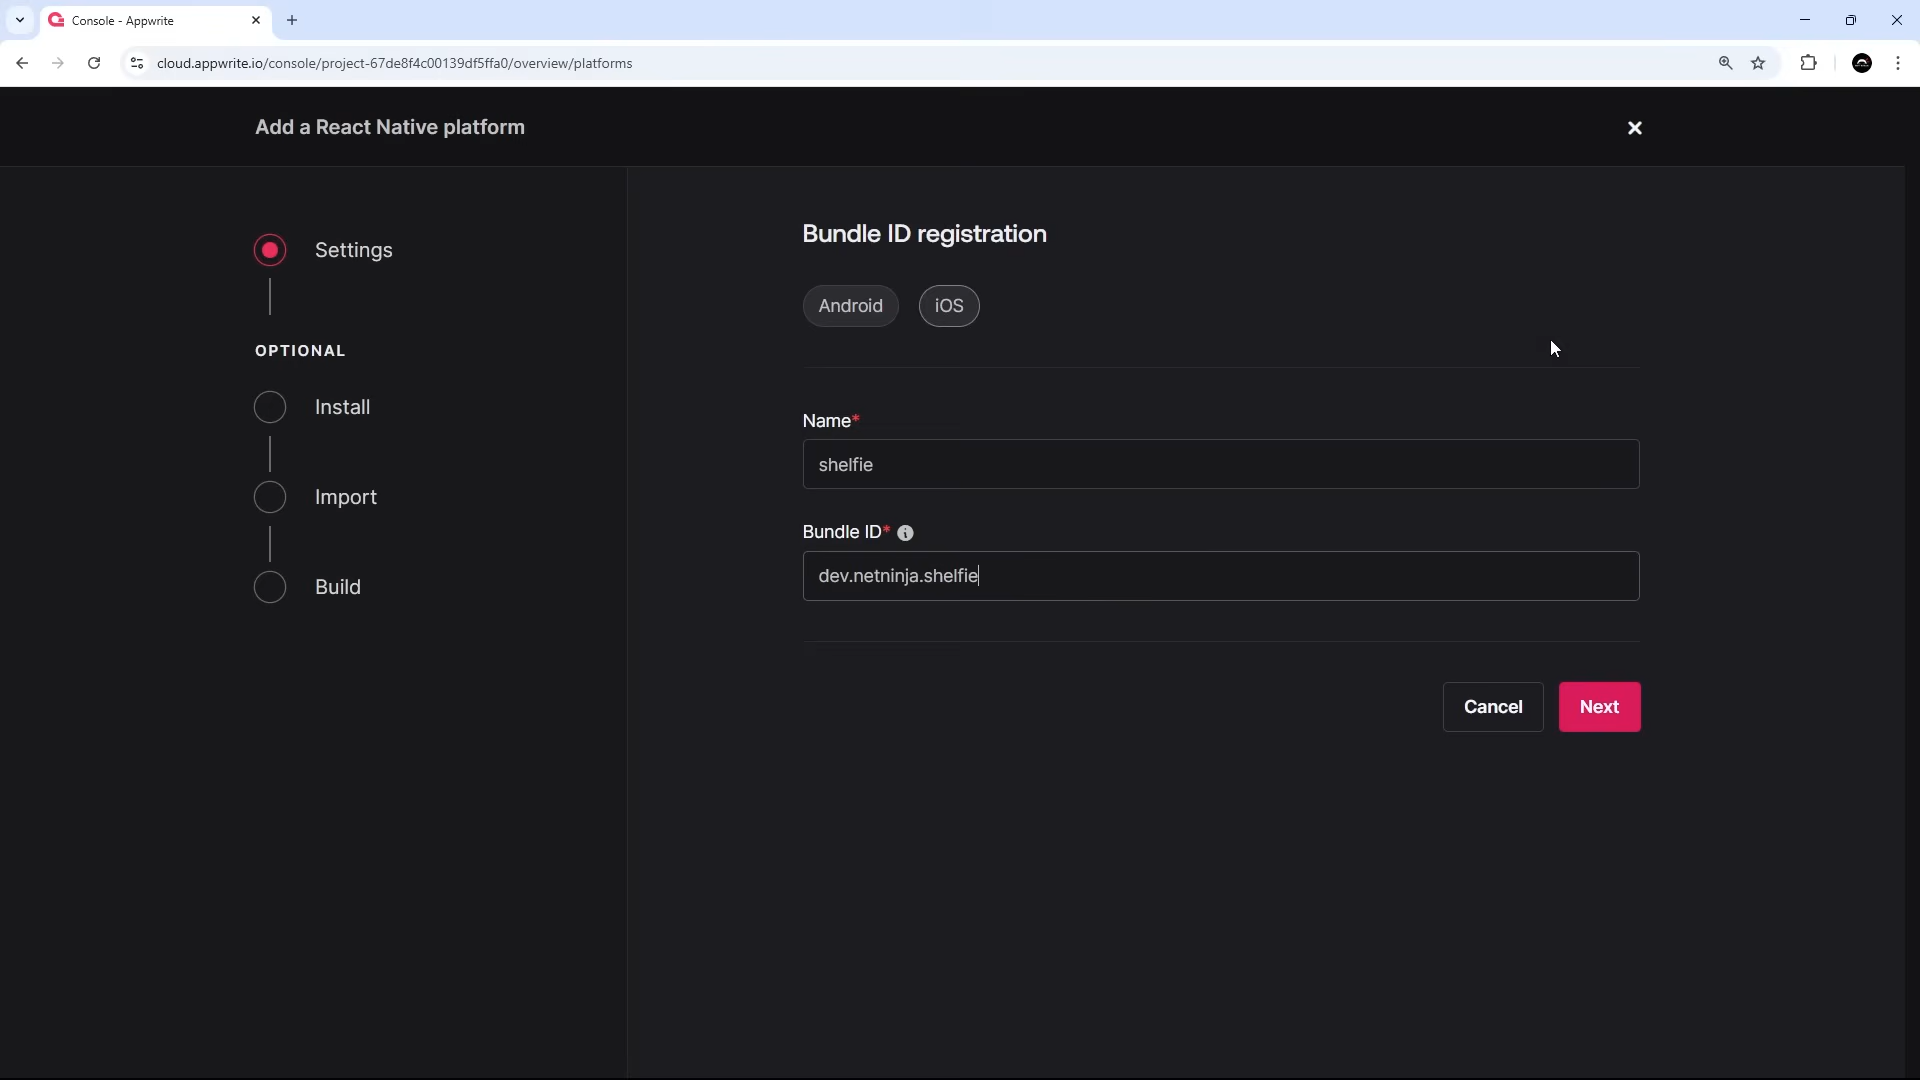 Console - Appwrite
cloud.appwrite.io/console/project-67de8f4c00139df5ffa0/overview/platforms
Add a React Native platform
Settings
OPTIONAL
Install
Import
Build
Bundle ID registration
Android iOS
Name*
shelfie
Bundle ID*
dev.netninja.shelfie
Cancel Next